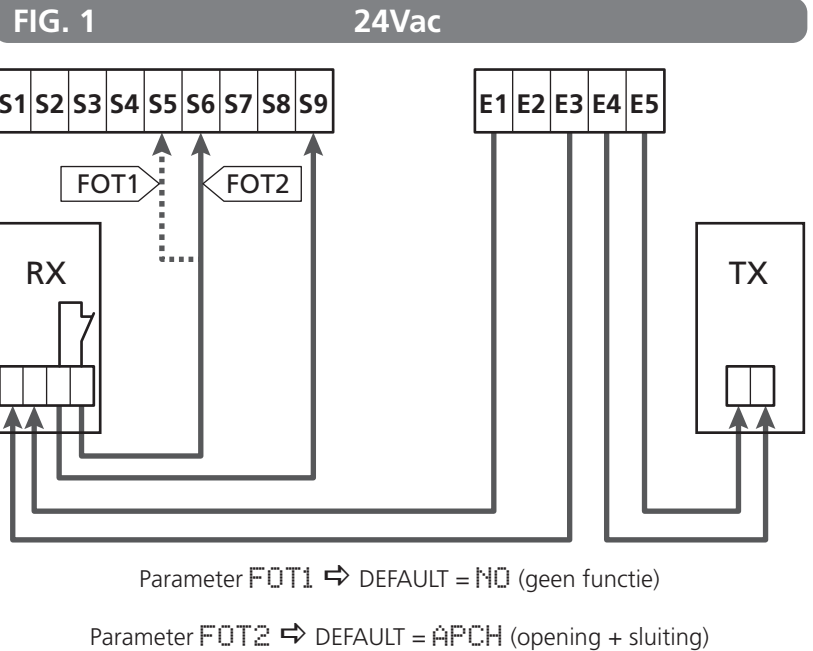 FIG. 1 24Vac
S1 S2 S3 S4 S5 S6 S7 S8 S9 E1 E2 E3 E4 E5
FOT1 FOT2
RX TX
Parameter FOT1 ➪ DEFAULT = NO (geen functie)
Parameter FOT2 ➪ DEFAULT = APCH (opening + sluiting)